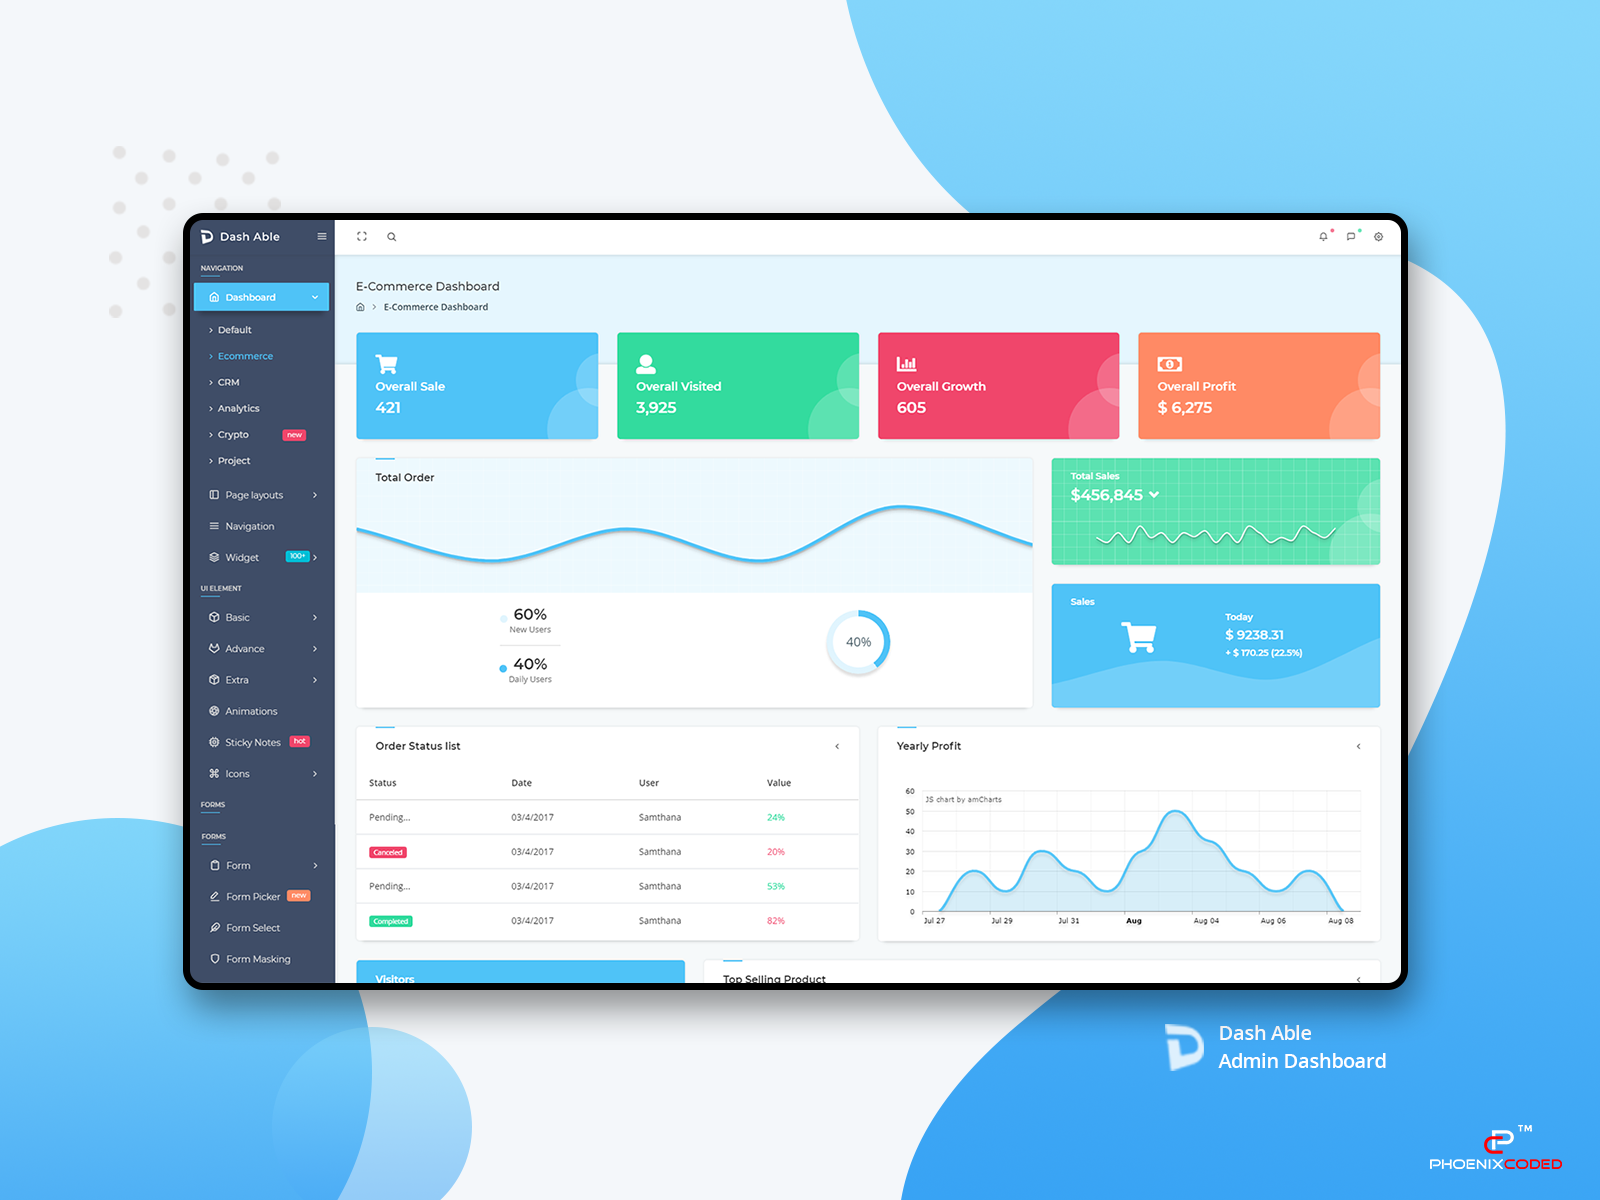 Dash Able
NAVIGATION
Dashboard
Default
Ecommerce
CRM
Analytics
Crypto new
Project
Page layouts
Navigation
Widget 100+
UI ELEMENT
Basic
Advance
Extra
Animations
Sticky Notes hot
Icons
FORMS
FORMS
Form
Form Picker new
Form Select
Form Masking
E-Commerce Dashboard
E-Commerce Dashboard
Overall Sale
421
Overall Visited
3,925
Overall Growth
605
Overall Profit
$ 6,275
Total Order
60%
New Users
40%
Daily Users
40%
Total Sales
$456,845
Sales
Today
$ 9238.31
+ $ 170.25 (22.5%)
Order Status list
Status Date User Value
Pending... 03/4/2017 Samthana 24%
Canceled 03/4/2017 Samthana 20%
Pending... 03/4/2017 Samthana 53%
Completed 03/4/2017 Samthana 82%
Yearly Profit
JS chart by amCharts
60
50
40
30
20
10
0
Jul 27 Jul 29 Jul 31 Aug Aug 04 Aug 06 Aug 08
Visitors
Top Selling Product
Dash Able
Admin Dashboard
TM
PHOENIXCODED